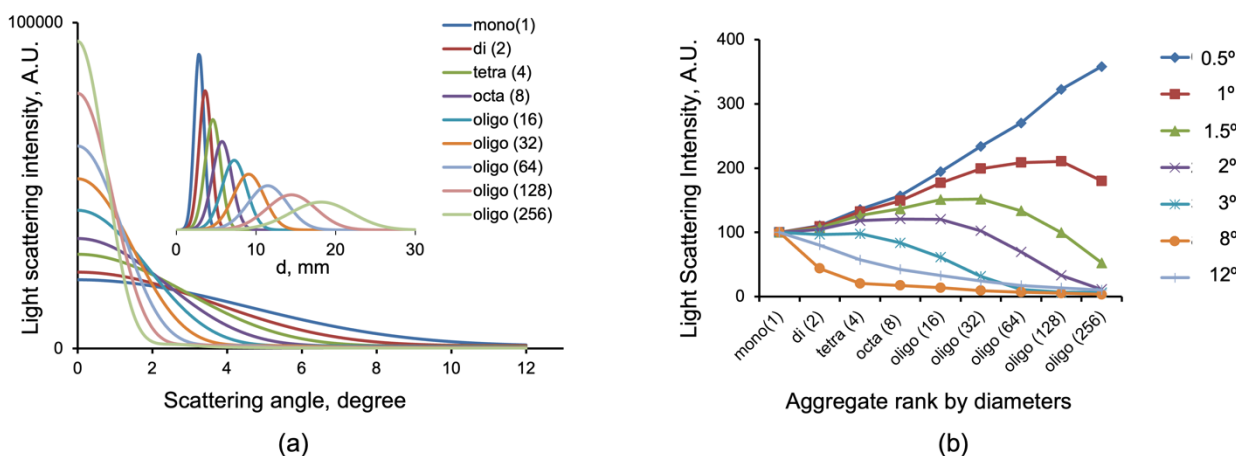 100000
Light scattering intensity, A.U.
0
0 2 4 6 8 10 12
Scattering angle, degree
mono(1)
di (2)
tetra (4)
octa (8)
oligo (16)
oligo (32)
oligo (64)
oligo (128)
oligo (256)
0 10 20 30
d, mm
(a)
Light Scattering Intensity, A.U.
400
300
200
100
0
mono(1)
di (2)
tetra (4)
octa (8)
oligo (16)
oligo (32)
oligo (64)
oligo (128)
oligo (256)
Aggregate rank by diameters
0.5º
1º
1.5º
2º
3º
8º
12º
(b)